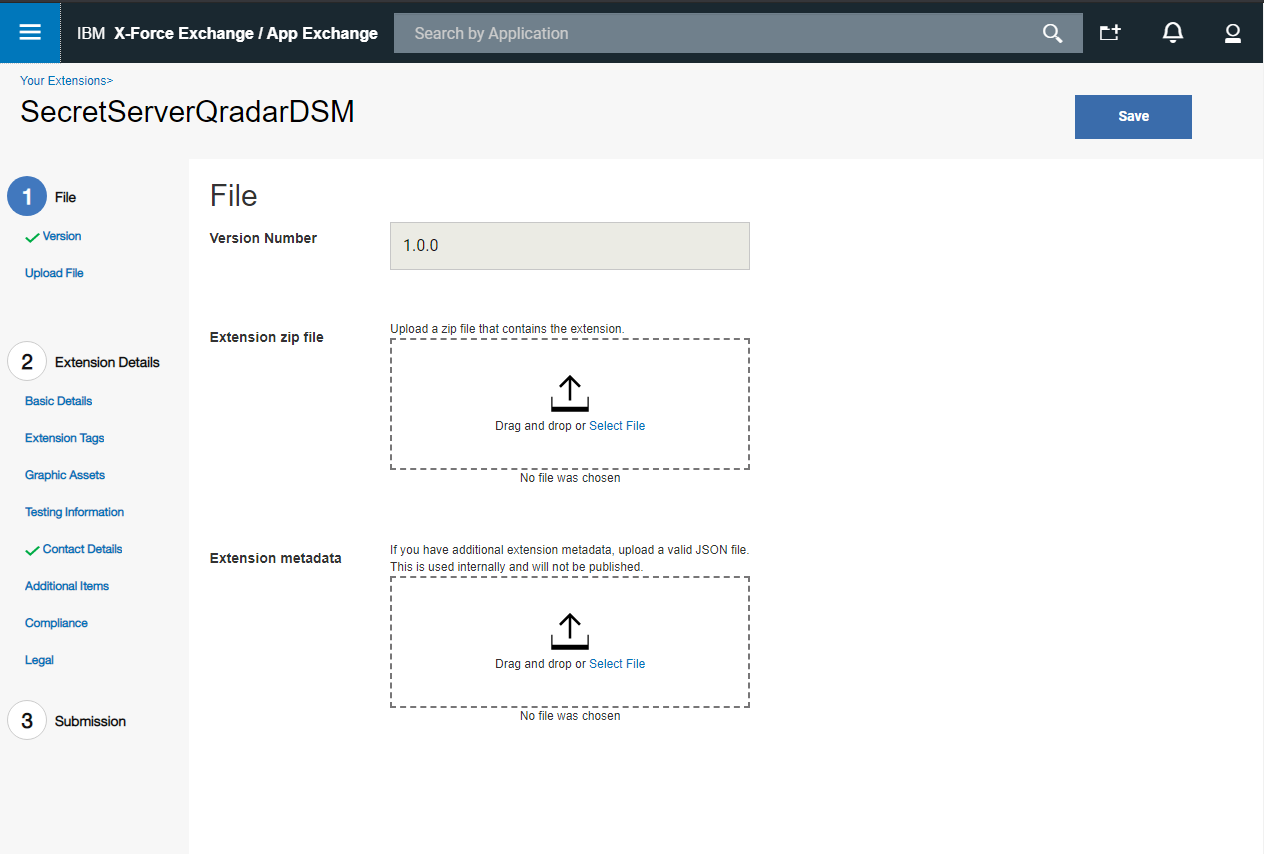 IBM X-Force Exchange / App Exchange
Search by Application
Your Extensions>
SecretServerQradarDSM
Save
1 File
Version
Upload File
2 Extension Details
Basic Details
Extension Tags
Graphic Assets
Testing Information
Contact Details
Additional Items
Compliance
Legal
3 Submission
File
Version Number
1.0.0
Extension zip file
Upload a zip file that contains the extension.
Drag and drop or Select File
No file was chosen
Extension metadata
If you have additional extension metadata, upload a valid JSON file.
This is used internally and will not be published.
Drag and drop or Select File
No file was chosen